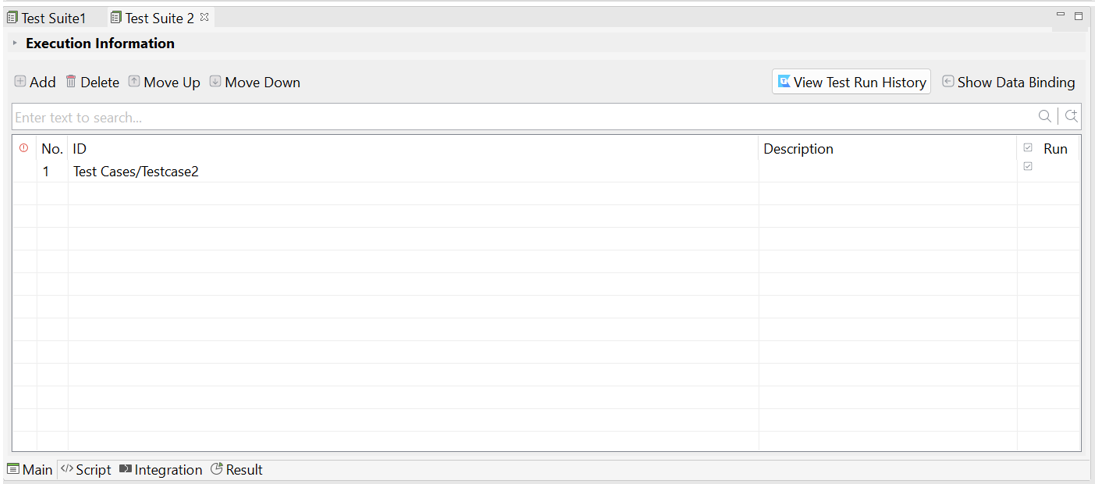 Test Suite1 Test Suite 2
Execution Information
Add Delete Move Up Move Down View Test Run History Show Data Binding
Enter text to search...
No. ID Description Run
1 Test Cases/Testcase2
Main Script Integration Result